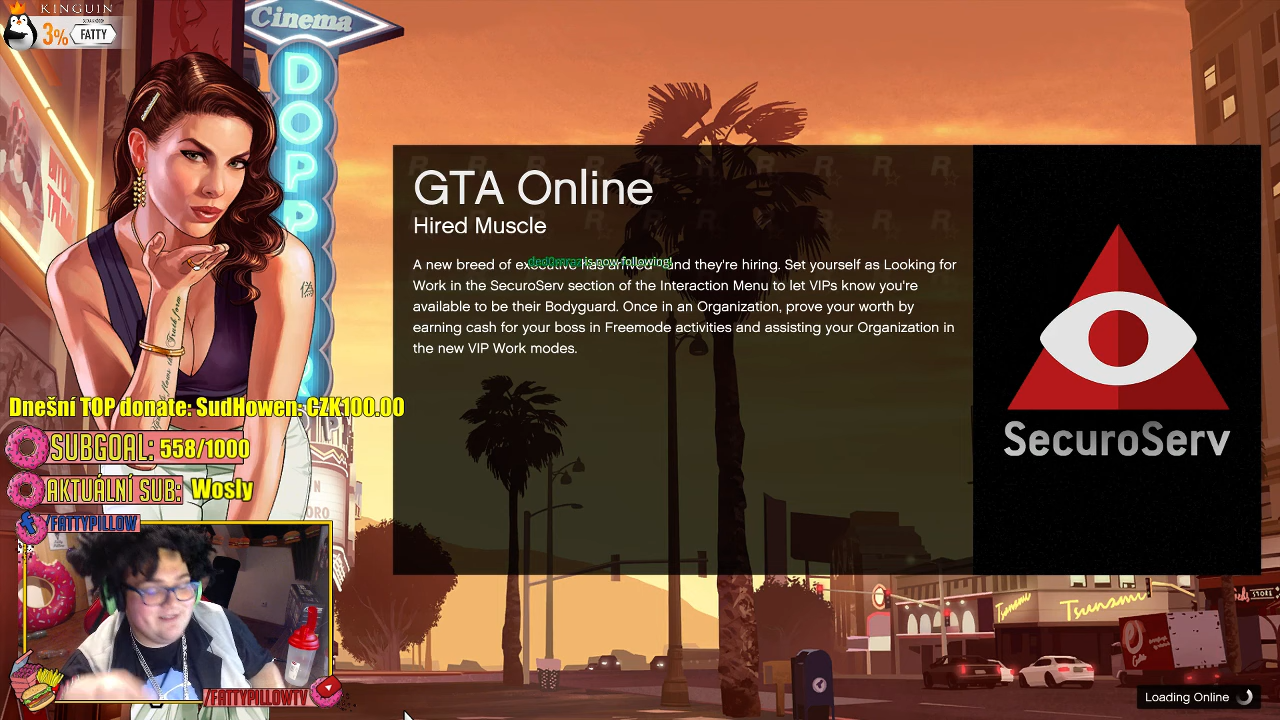 KINGUIN
3% FATTY
Cinema
DOPP
GTA Online
Hired Muscle
is now following!
A new breed of executive has arrived - and they're hiring. Set yourself as Looking for
Work in the SecuroServ section of the Interaction Menu to let VIPs know you're
available to be their Bodyguard. Once in an Organization, prove your worth by
earning cash for your boss in Freemode activities and assisting your Organization in
the new VIP Work modes.
SecuroServ
Dnešní TOP donate: SudHowen: CZK100.00
SUBGOAL: 558/1000
AKTUÁLNÍ SUB: Wosly
/FATTYPILLOW
/FATTYPILLOWTV
Tsunami
Tsunami
STORE
Loading Online